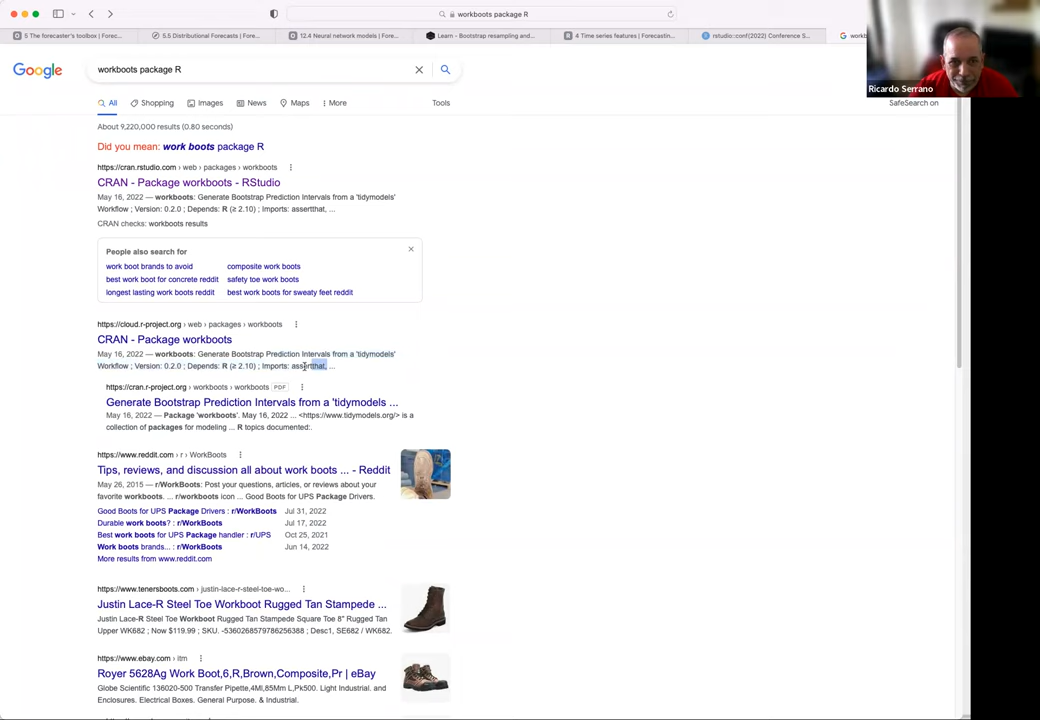 workboots package R
5 The forecaster's toolbox | Forec...
5.5 Distributional Forecasts | Fo...
12.4 Neural network models | Fore...
Learn - Bootstrap resampling and...
4 Time series features | Forecastin...
rstudio::conf(2022) Conference S...
workb
Google
workboots package R
Ricardo Serrano
All
Shopping
Images
News
Maps
More
Tools
SafeSearch on
About 9,220,000 results (0.80 seconds)
Did you mean: work boots package R
https://cran.rstudio.com › web › packages › workboots
CRAN - Package workboots - RStudio
May 16, 2022 — workboots: Generate Bootstrap Prediction Intervals from a 'tidymodels'
Workflow ; Version: 0.2.0 ; Depends: R (≥ 2.10) ; Imports: assertthat, ...
CRAN checks: workboots results
People also search for
work boot brands to avoid
composite work boots
best work boot for concrete reddit
safety toe work boots
longest lasting work boots reddit
best work boots for sweaty feet reddit
https://cloud.r-project.org › web › packages › workboots
CRAN - Package workboots
May 16, 2022 — workboots: Generate Bootstrap Prediction Intervals from a 'tidymodels'
Workflow ; Version: 0.2.0 ; Depends: R (≥ 2.10) ; Imports: assertthat, ...
https://cran.r-project.org › workboots › workboots PDF
Generate Bootstrap Prediction Intervals from a 'tidymodels ...
May 16, 2022 — Package 'workboots'. May 16, 2022 ... <https://www.tidymodels.org/> is a
collection of packages for modeling ... R topics documented:.
https://www.reddit.com › r › WorkBoots
Tips, reviews, and discussion all about work boots ... - Reddit
May 26, 2015 — r/WorkBoots: Post your questions, articles, or reviews about your
favorite workboots. ... r/workboots icon ... Good Boots for UPS Package Drivers.
Good Boots for UPS Package Drivers : r/WorkBoots Jul 31, 2022
Durable work boots? : r/WorkBoots Jul 17, 2022
Best work boots for UPS Package handler : r/UPS Oct 25, 2021
Work boots brands... : r/WorkBoots Jun 14, 2022
More results from www.reddit.com
https://www.tenersboots.com › justin-lace-r-steel-toe-wo...
Justin Lace-R Steel Toe Workboot Rugged Tan Stampede ...
Justin Lace-R Steel Toe Workboot Rugged Tan Stampede Square Toe 8" Rugged Tan
Upper WK682 ; Now $119.99 ; SKU. -5360268579786256388 ; Desc1, SE682 / WK682.
https://www.ebay.com › itm
Royer 5628Ag Work Boot,6,R,Brown,Composite,Pr | eBay
Globe Scientific 136020-500 Transfer Pipette,4Ml,85Mm L,Pk500. Light Industrial. and
Enclosures. Electrical Boxes. General Purpose. & Industrial.